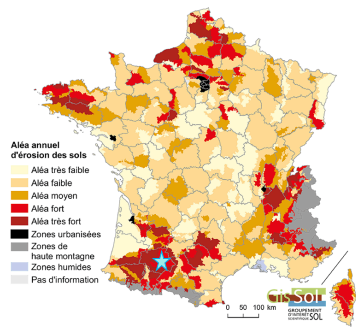 Aléa annuel
d'érosion des sols
Aléa très faible
Aléa faible
Aléa moyen
Aléa fort
Aléa très fort
Zones urbanisées
Zones de
haute montagne
Zones humides
Pas d'information
0 50 100 km
Gis Sol
GROUPEMENT
D'INTÉRÊT
SCIENTIFIQUE SOL